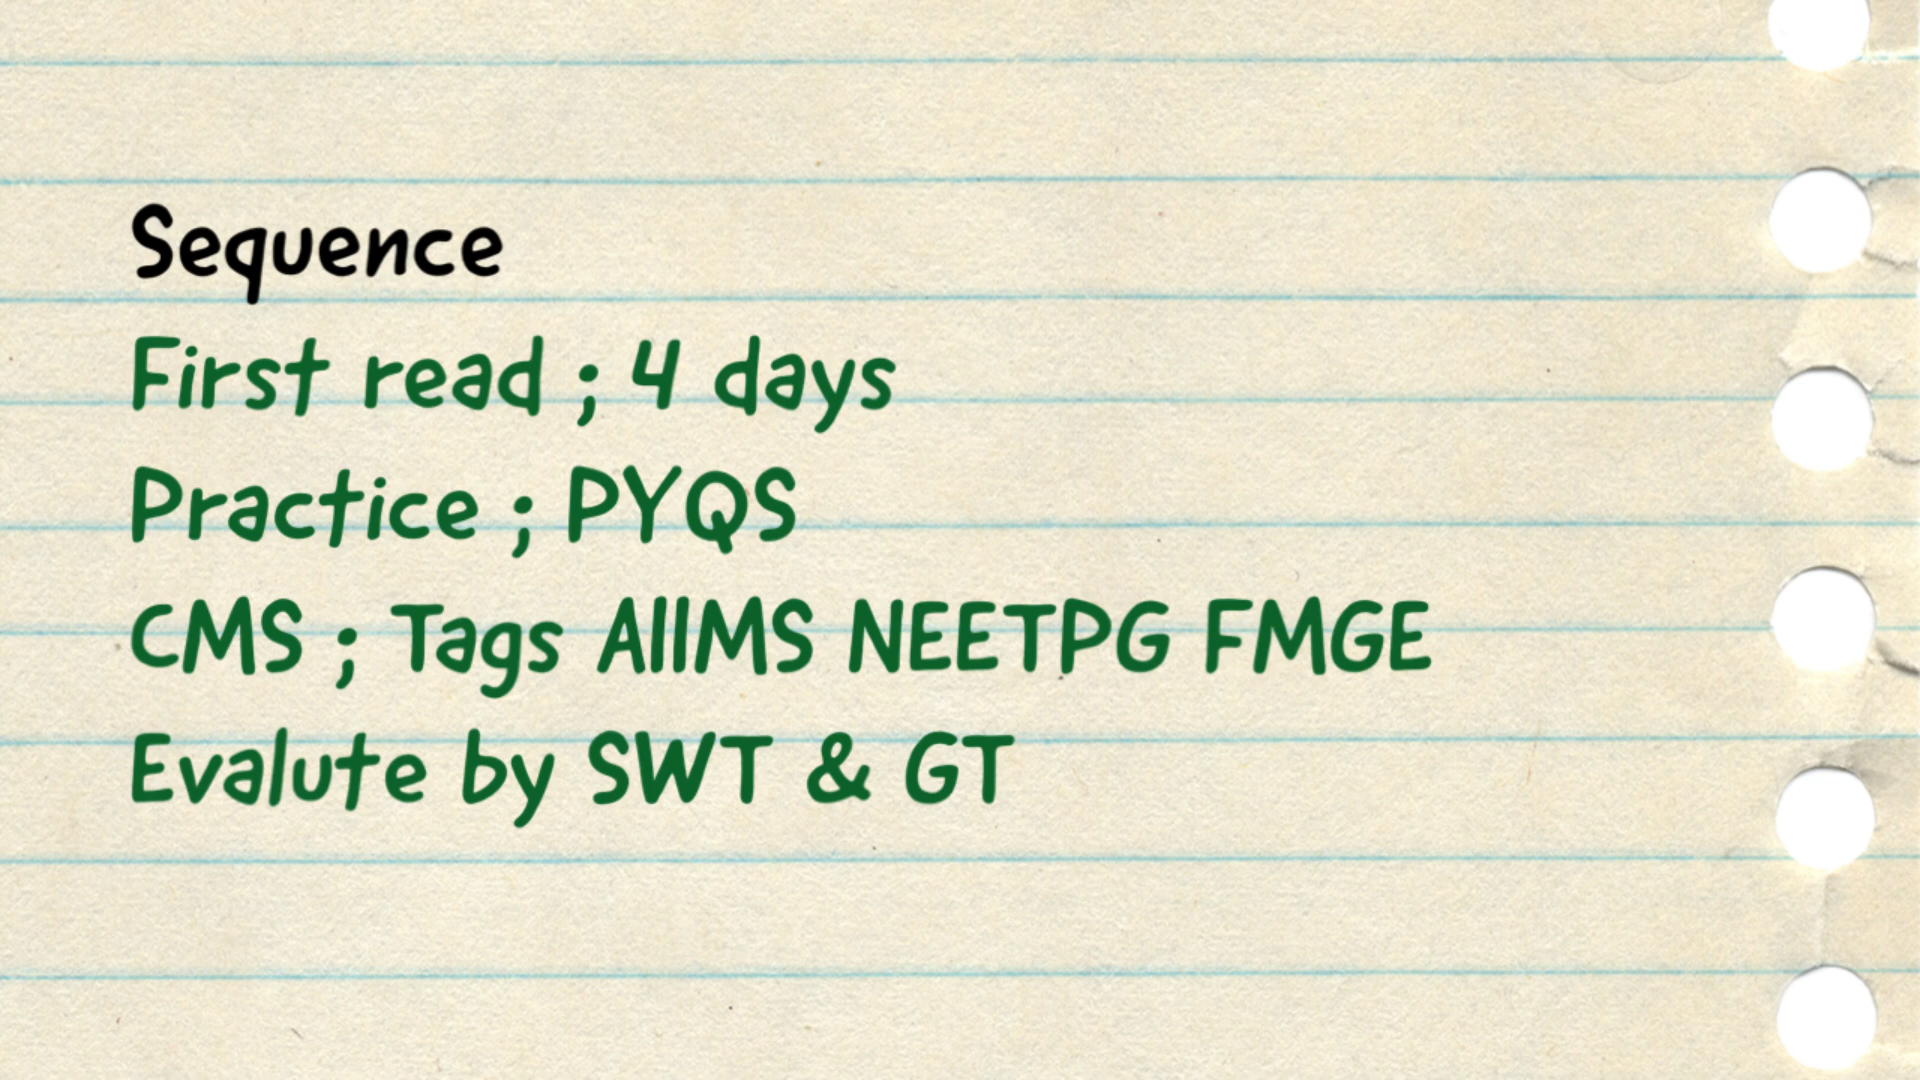 Sequence
First read ; 4 days
Practice ; PYQS
CMS ; Tags AIIMS NEETPG FMGE
Evalute by SWT & GT